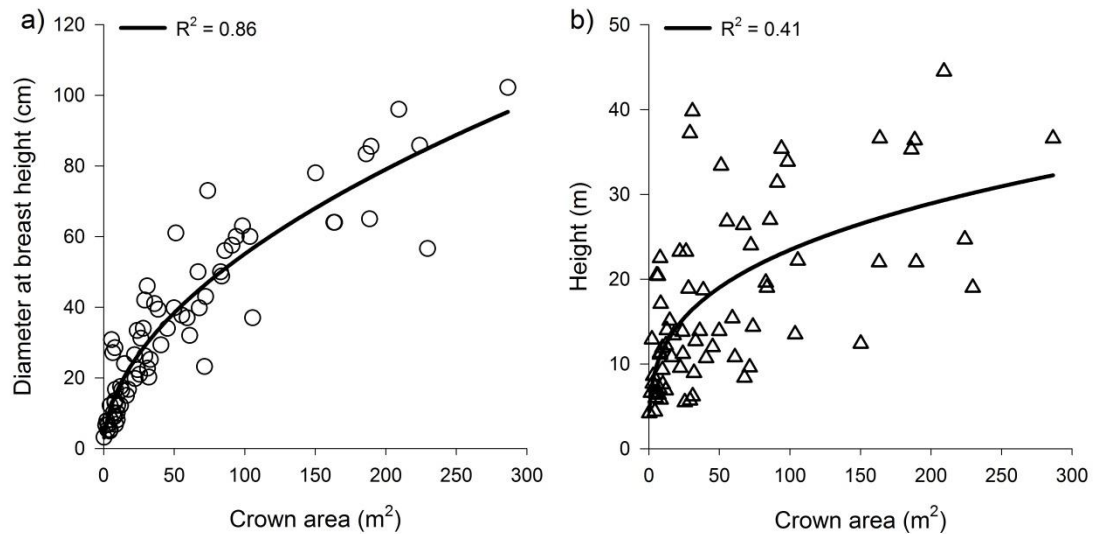 a)
R² = 0.86
Diameter at breast height (cm)
120
100
80
60
40
20
0
0 50 100 150 200 250 300
Crown area (m²)
b)
R² = 0.41
Height (m)
50
40
30
20
10
0
0 50 100 150 200 250 300
Crown area (m²)